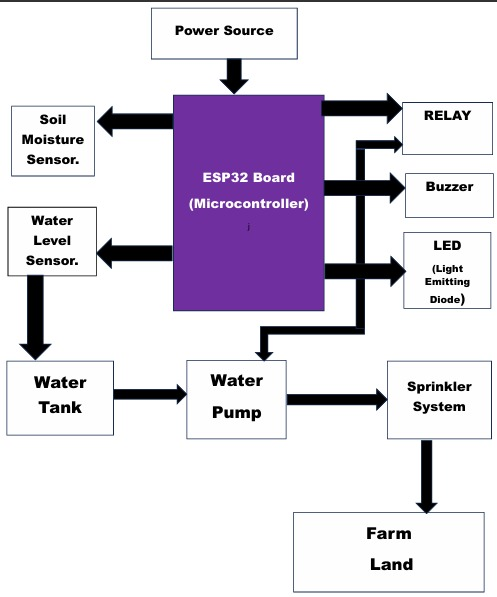 Power Source
Soil
Moisture
Sensor.
ESP32 Board
(Microcontroller)
i
RELAY
Buzzer
Water
Level
Sensor.
LED
(Light
Emitting
Diode)
Water
Tank
Water
Pump
Sprinkler
System
Farm
Land